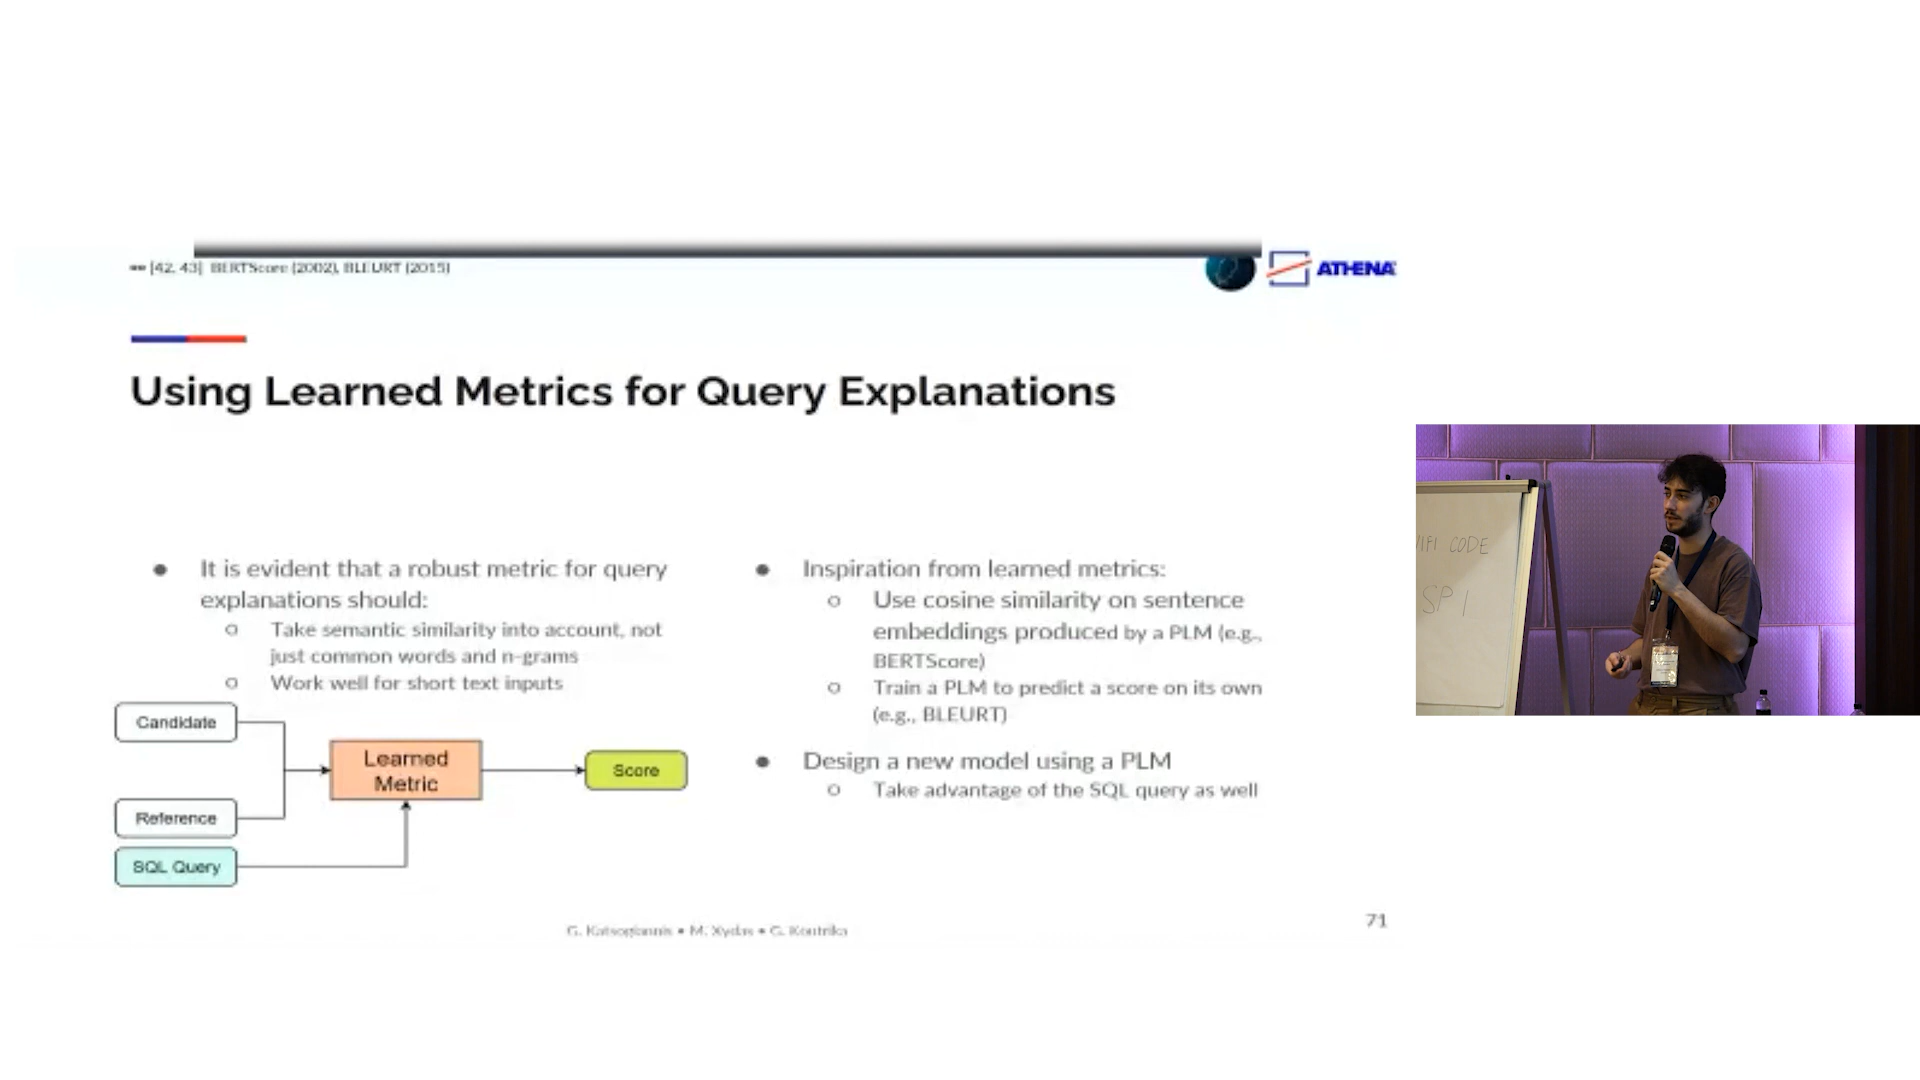 [42, 43] BERTScore (2002), BLEURT (2015)
ATHENA
Using Learned Metrics for Query Explanations
● It is evident that a robust metric for query
explanations should:
○ Take semantic similarity into account, not
just common words and n-grams
○ Work well for short text inputs
Candidate
Reference
SQL Query
Learned
Metric
Score
● Inspiration from learned metrics:
○ Use cosine similarity on sentence
embeddings produced by a PLM (e.g.,
BERTScore)
○ Train a PLM to predict a score on its own
(e.g., BLEURT)
● Design a new model using a PLM
○ Take advantage of the SQL query as well
G. Katsogiannis • M. Xydas • G. Koutrika
71
CODE